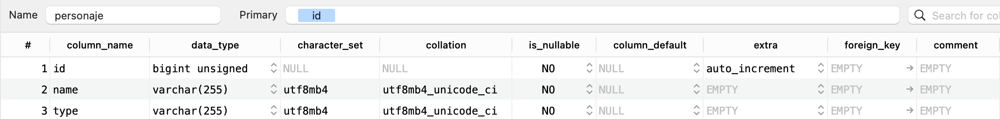 Name personaje Primary id Search for col
# column_name data_type character_set collation is_nullable column_default extra foreign_key comment
1 id bigint unsigned NULL NULL NO NULL auto_increment EMPTY → EMPTY
2 name varchar(255) utf8mb4 utf8mb4_unicode_ci NO NULL EMPTY EMPTY → EMPTY
3 type varchar(255) utf8mb4 utf8mb4_unicode_ci NO NULL EMPTY EMPTY → EMPTY